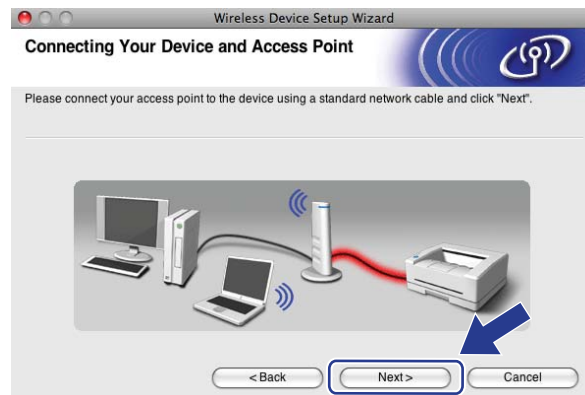 Wireless Device Setup Wizard
Connecting Your Device and Access Point
Please connect your access point to the device using a standard network cable and click "Next".
< Back Next > Cancel